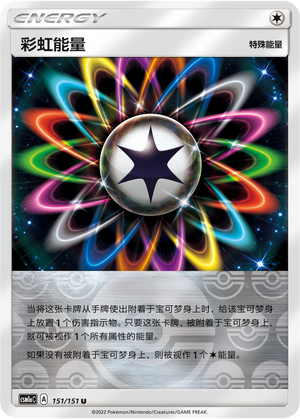 ENERGY
彩虹能量
特殊能量
当将这张卡牌从手牌使出附着于宝可梦身上时，给该宝可梦
身上放置1个伤害指示物。只要这张卡牌，被附着于宝可梦身上，
就可被视作1个所有属性的能量。
如果没有被附着于宝可梦身上，则被视作1个能量。
CSM1aC A 151/151 U
©2022 Pokémon/Nintendo/Creatures/GAME FREAK.